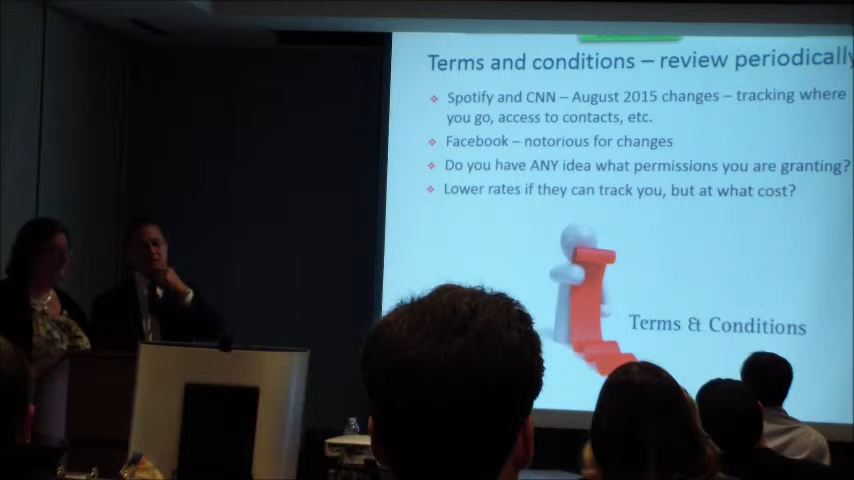 Terms and conditions – review periodically
Spotify and CNN – August 2015 changes – tracking where
you go, access to contacts, etc.
Facebook – notorious for changes
Do you have ANY idea what permissions you are granting?
Lower rates if they can track you, but at what cost?
Terms & Conditions